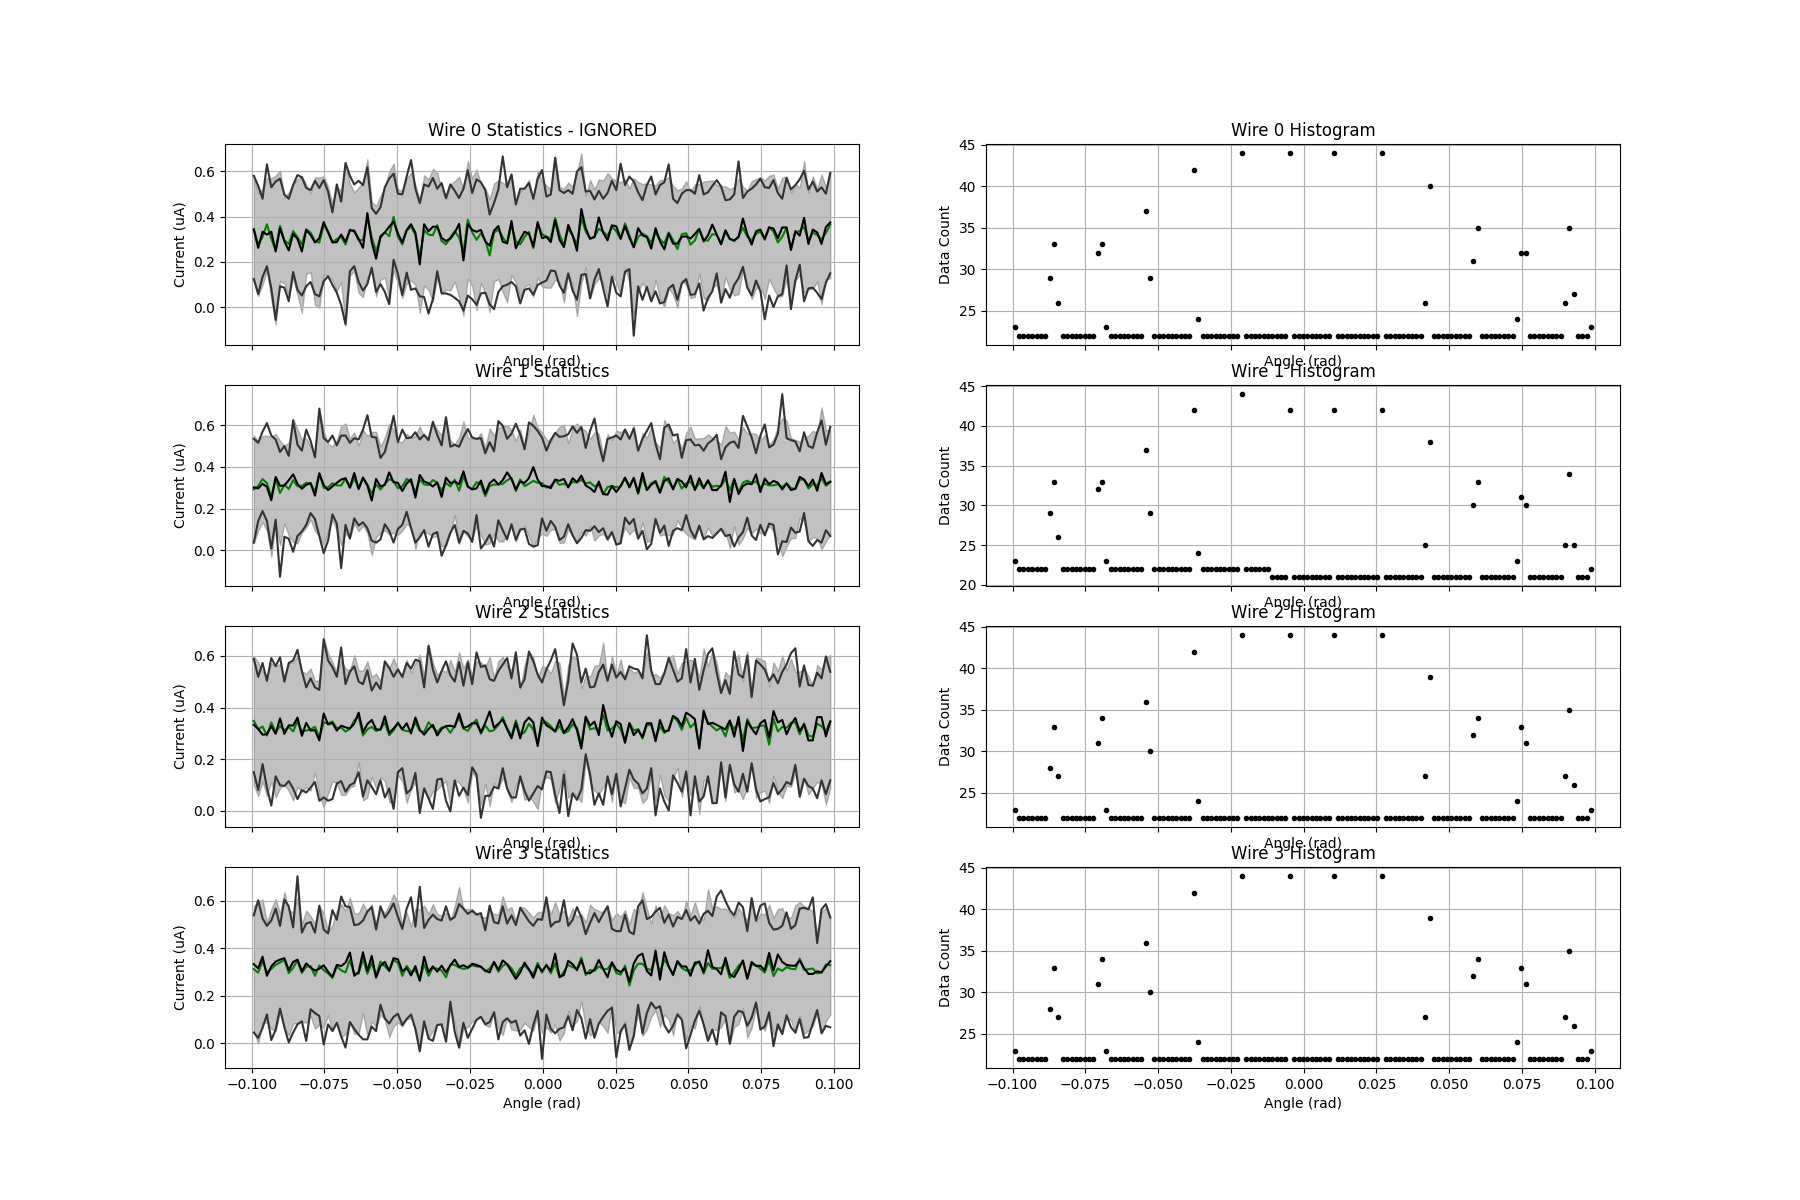 Wire 0 Statistics - IGNORED
Current (uA)
0.6
0.4
0.2
0.0
Angle (rad)
Wire 0 Histogram
Data Count
45
40
35
30
25
Angle (rad)
Wire 1 Statistics
Current (uA)
0.6
0.4
0.2
0.0
Angle (rad)
Wire 1 Histogram
Data Count
45
40
35
30
25
20
Angle (rad)
Wire 2 Statistics
Current (uA)
0.6
0.4
0.2
0.0
Angle (rad)
Wire 2 Histogram
Data Count
45
40
35
30
25
Angle (rad)
Wire 3 Statistics
Current (uA)
0.6
0.4
0.2
0.0
−0.100 −0.075 −0.050 −0.025 0.000 0.025 0.050 0.075 0.100
Angle (rad)
Wire 3 Histogram
Data Count
45
40
35
30
25
−0.100 −0.075 −0.050 −0.025 0.000 0.025 0.050 0.075 0.100
Angle (rad)